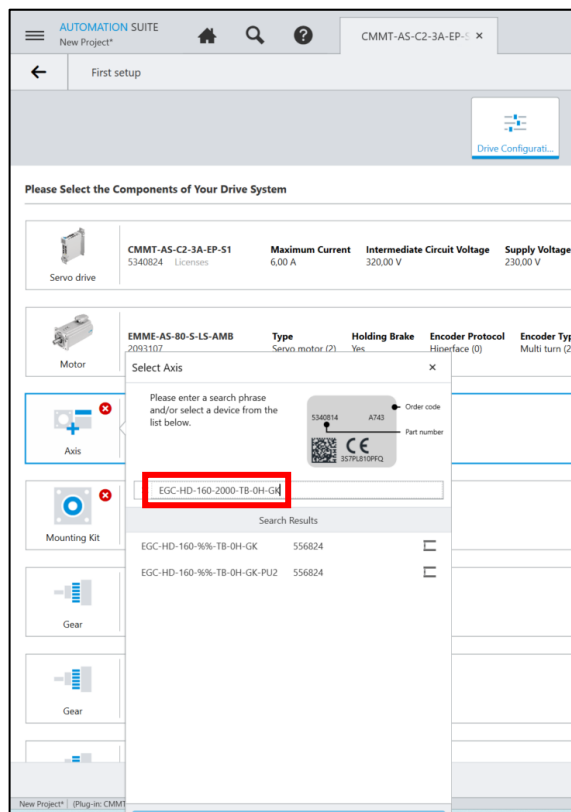 AUTOMATION SUITE
New Project*
CMMT-AS-C2-3A-EP-S ×
First setup
Drive Configurati...
Please Select the Components of Your Drive System
Servo drive
CMMT-AS-C2-3A-EP-S1
5340824 Licenses
Maximum Current
6,00 A
Intermediate Circuit Voltage
320,00 V
Supply Voltage
230,00 V
Motor
EMME-AS-80-S-LS-AMB
2093107
Type
Servo motor (2)
Holding Brake
Yes
Encoder Protocol
Hiperface (0)
Encoder Typ
Multi turn (2
Select Axis ×
Please enter a search phrase
and/or select a device from the
list below.
5340814 A743
CE
3S7PL810PFQ
Order code
Part number
EGC-HD-160-2000-TB-0H-GK
Search Results
EGC-HD-160-%%-TB-0H-GK 556824
EGC-HD-160-%%-TB-0H-GK-PU2 556824
Axis
Mounting Kit
Gear
Gear
New Project* (Plug-in: CMMT